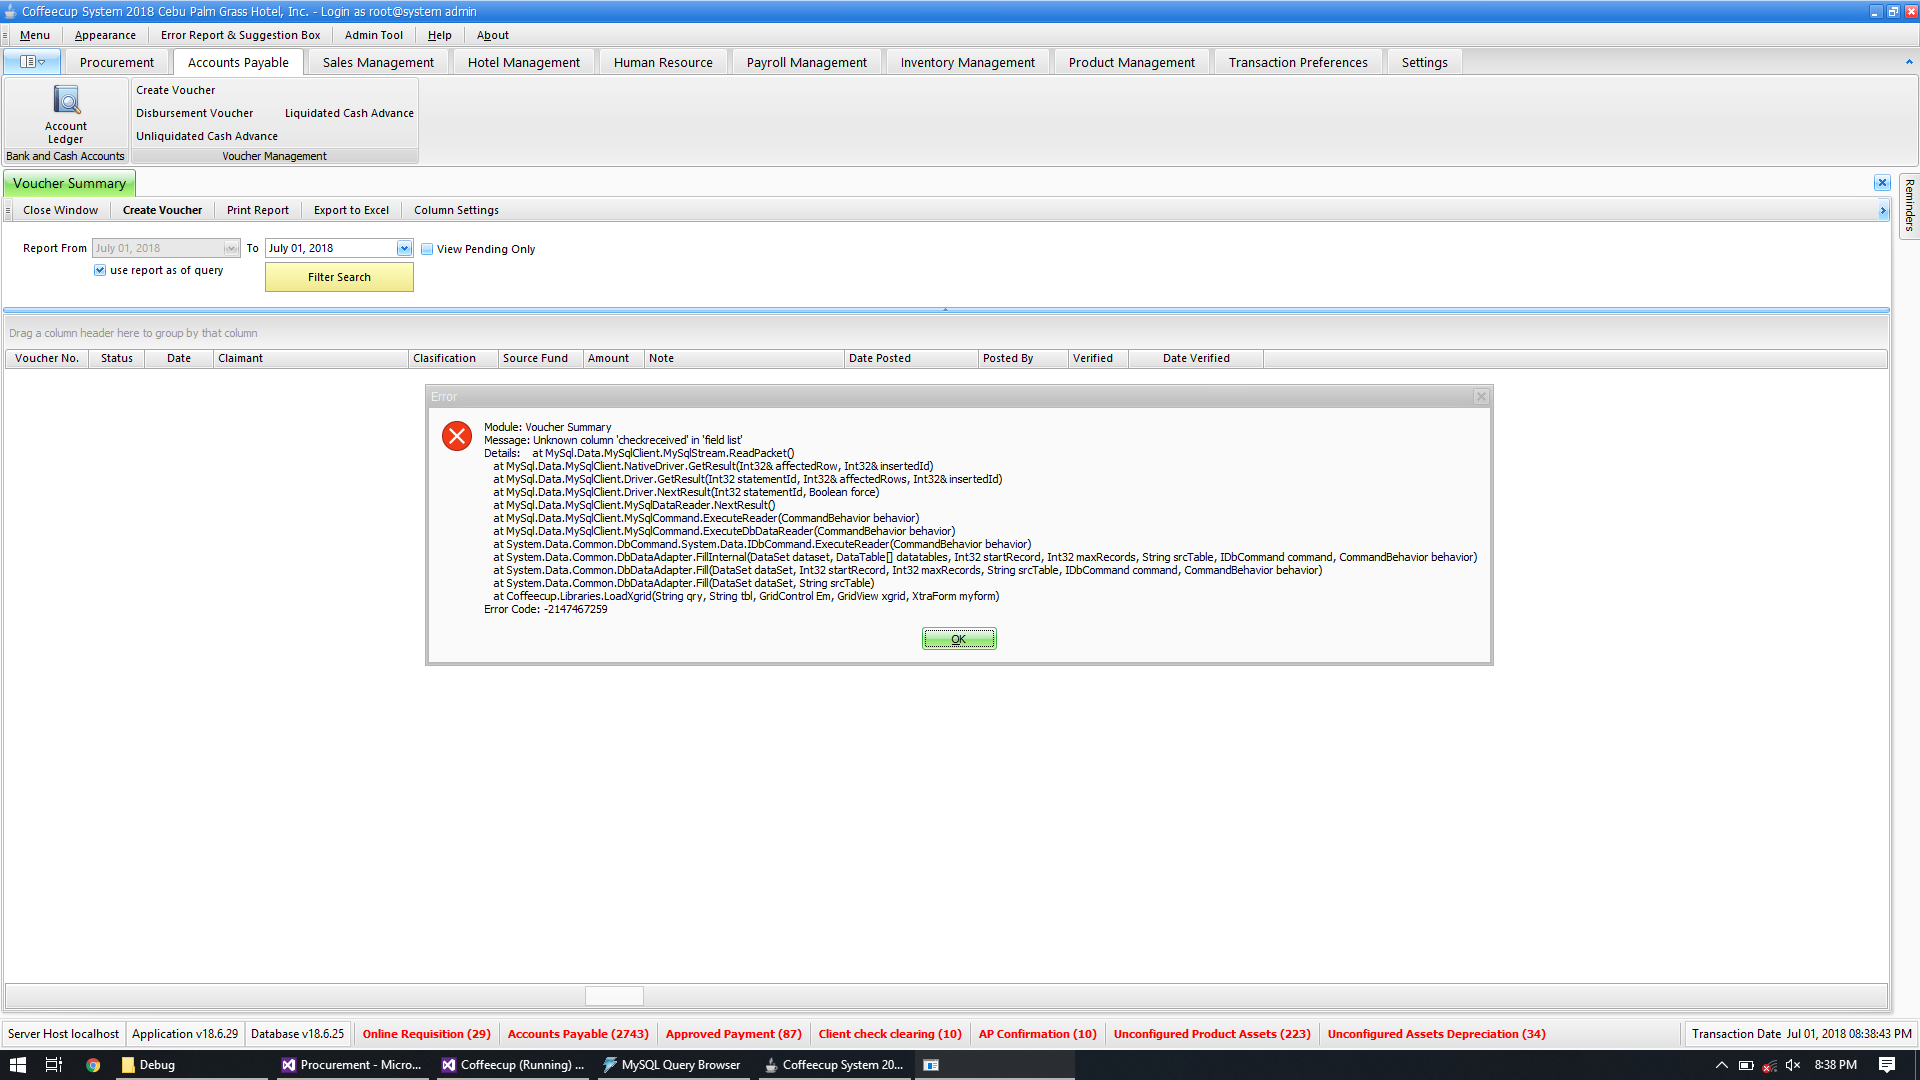 Coffeecup System 2018 Cebu Palm Grass Hotel, Inc. - Login as root@system admin
Menu Appearance Error Report & Suggestion Box Admin Tool Help About
Procurement Accounts Payable Sales Management Hotel Management Human Resource Payroll Management Inventory Management Product Management Transaction Preferences Settings
Account Ledger
Create Voucher
Disbursement Voucher Liquidated Cash Advance
Unliquidated Cash Advance
Bank and Cash Accounts Voucher Management
Voucher Summary
Reminders
Close Window Create Voucher Print Report Export to Excel Column Settings
Report From July 01, 2018 To July 01, 2018 View Pending Only
use report as of query
Filter Search
Drag a column header here to group by that column
Voucher No. Status Date Claimant Clasification Source Fund Amount Note Date Posted Posted By Verified Date Verified
Error
Module: Voucher Summary
Message: Unknown column 'checkreceived' in 'field list'
Details: at MySql.Data.MySqlClient.MySqlStream.ReadPacket()
at MySql.Data.MySqlClient.NativeDriver.GetResult(Int32& affectedRow, Int32& insertedId)
at MySql.Data.MySqlClient.Driver.GetResult(Int32 statementId, Int32& affectedRows, Int32& insertedId)
at MySql.Data.MySqlClient.Driver.NextResult(Int32 statementId, Boolean force)
at MySql.Data.MySqlClient.MySqlDataReader.NextResult()
at MySql.Data.MySqlClient.MySqlCommand.ExecuteReader(CommandBehavior behavior)
at MySql.Data.MySqlClient.MySqlCommand.ExecuteDbDataReader(CommandBehavior behavior)
at System.Data.Common.DbCommand.System.Data.IDbCommand.ExecuteReader(CommandBehavior behavior)
at System.Data.Common.DbDataAdapter.FillInternal(DataSet dataset, DataTable[] datatables, Int32 startRecord, Int32 maxRecords, String srcTable, IDbCommand command, CommandBehavior behavior)
at System.Data.Common.DbDataAdapter.Fill(DataSet dataSet, Int32 startRecord, Int32 maxRecords, String srcTable, IDbCommand command, CommandBehavior behavior)
at System.Data.Common.DbDataAdapter.Fill(DataSet dataSet, String srcTable)
at Coffeecup.Libraries.LoadXgrid(String qry, String tbl, GridControl Em, GridView xgrid, XtraForm myform)
Error Code: -2147467259
OK
Server Host localhost Application v18.6.29 Database v18.6.25 Online Requisition (29) Accounts Payable (2743) Approved Payment (87) Client check clearing (10) AP Confirmation (10) Unconfigured Product Assets (223) Unconfigured Assets Depreciation (34) Transaction Date Jul 01, 2018 08:38:43 PM
Debug Procurement - Micro... Coffeecup (Running) ... MySQL Query Browser Coffeecup System 20... 8:38 PM